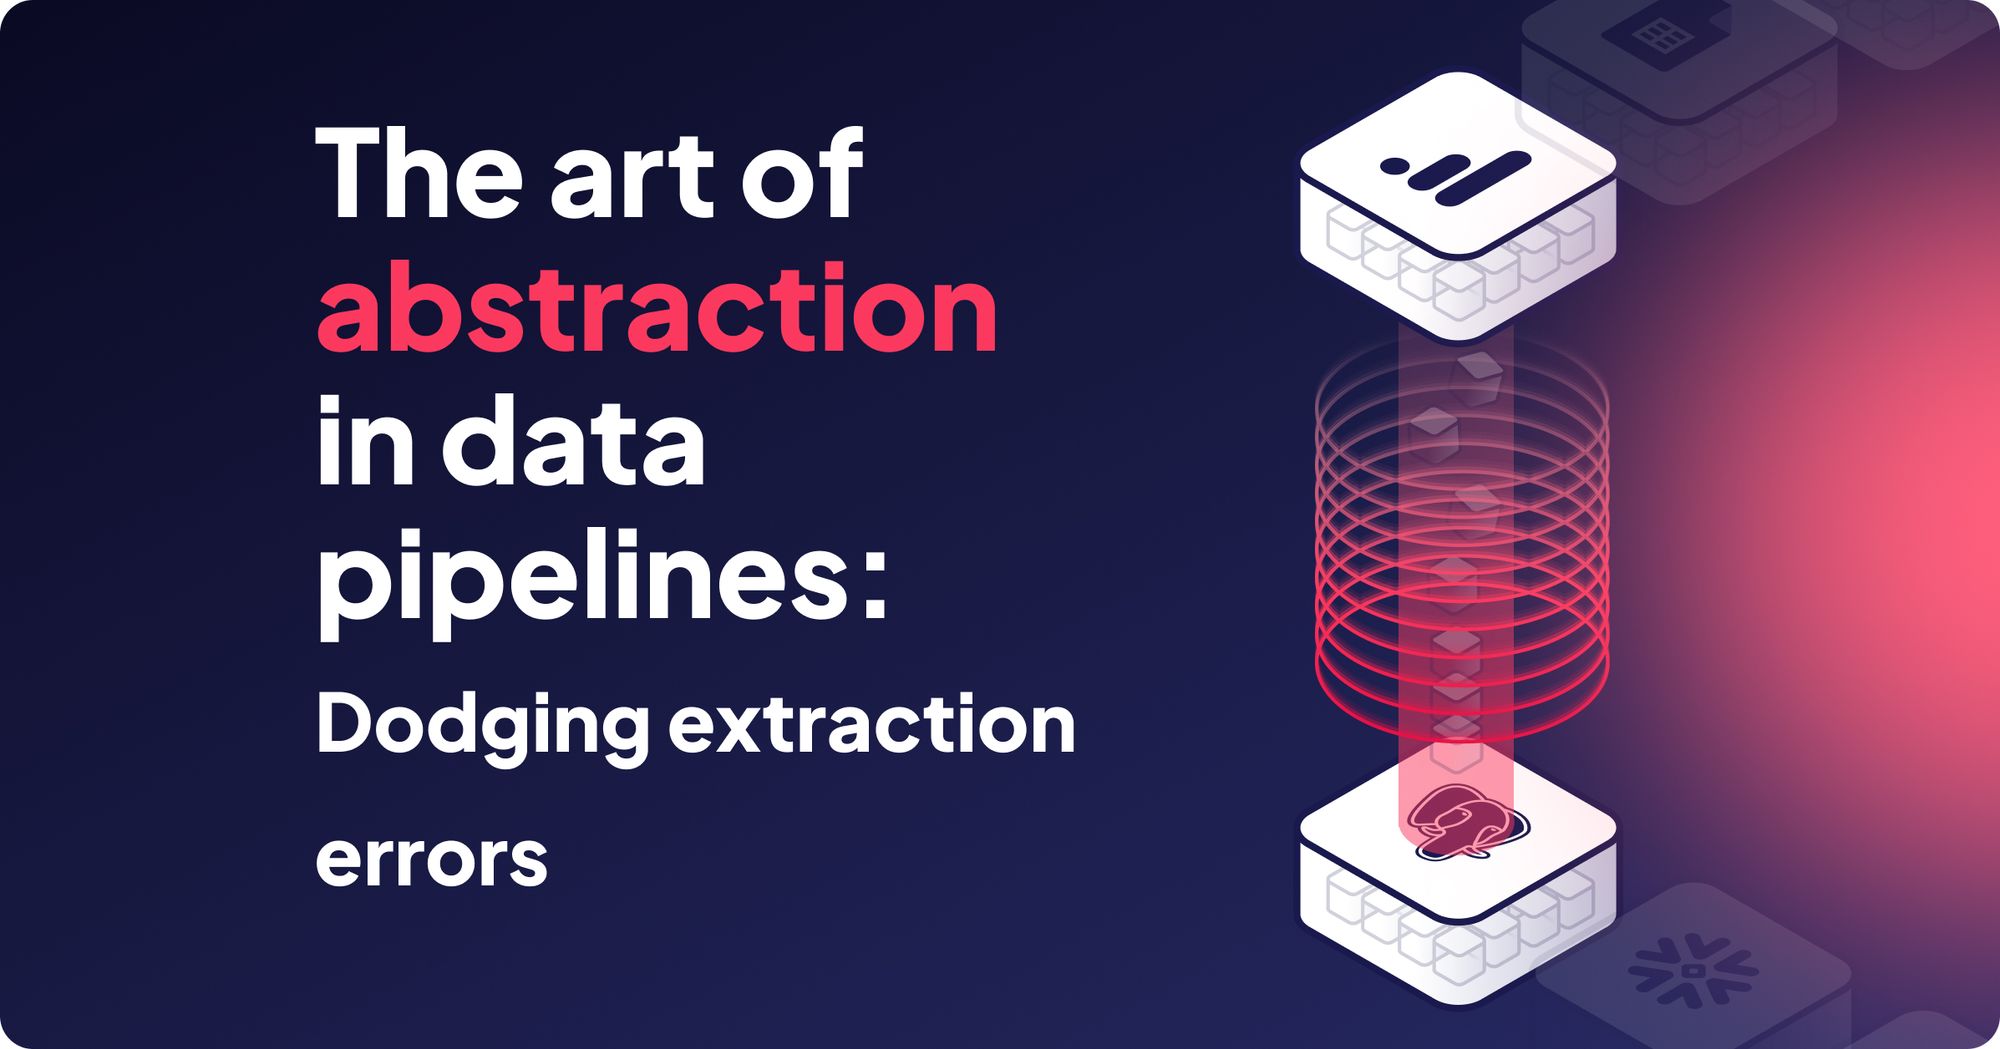 The art of
abstraction
in data
pipelines:
Dodging extraction
errors